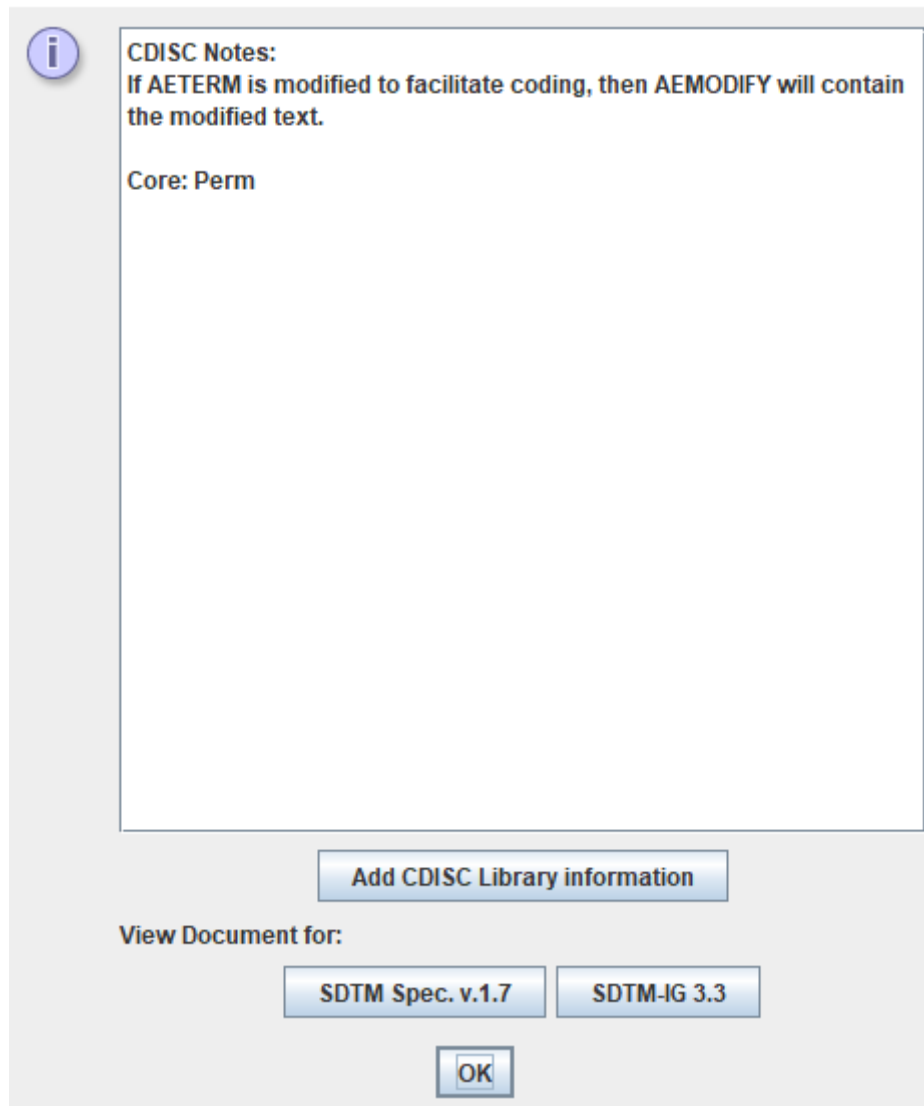 CDISC Notes:
If AETERM is modified to facilitate coding, then AEMODIFY will contain
the modified text.
Core: Perm
Add CDISC Library information
View Document for:
SDTM Spec. v.1.7 SDTM-IG 3.3
OK